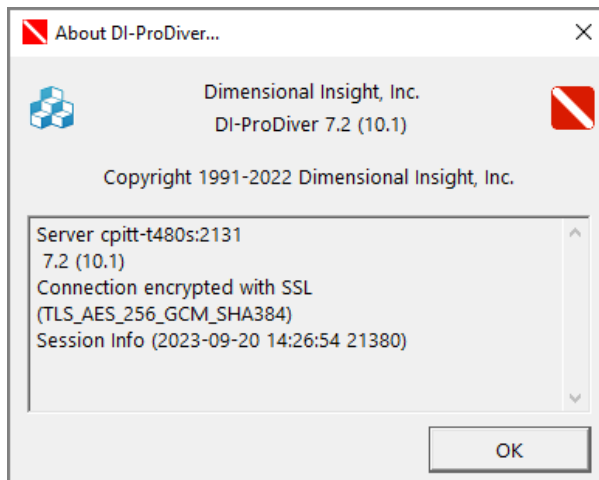 About DI-ProDiver...
Dimensional Insight, Inc.
DI-ProDiver 7.2 (10.1)
Copyright 1991-2022 Dimensional Insight, Inc.
Server cpitt-t480s:2131
7.2 (10.1)
Connection encrypted with SSL
(TLS_AES_256_GCM_SHA384)
Session Info (2023-09-20 14:26:54 21380)
OK